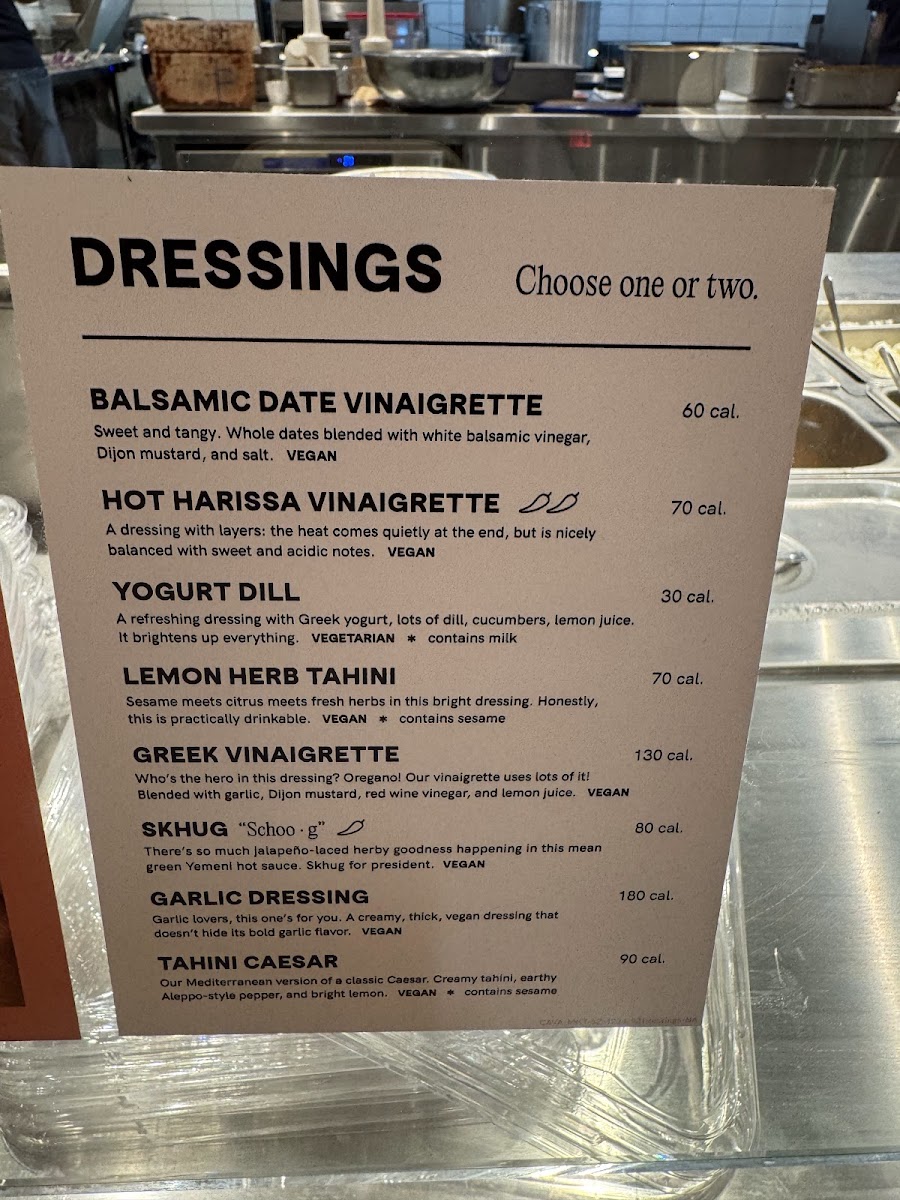 DRESSINGS
Choose one or two.
BALSAMIC DATE VINAIGRETTE 60 cal.
Sweet and tangy. Whole dates blended with white balsamic vinegar,
Dijon mustard, and salt. VEGAN
HOT HARISSA VINAIGRETTE 70 cal.
A dressing with layers: the heat comes quietly at the end, but is nicely
balanced with sweet and acidic notes. VEGAN
YOGURT DILL 30 cal.
A refreshing dressing with Greek yogurt, lots of dill, cucumbers, lemon juice.
It brightens up everything. VEGETARIAN * contains milk
LEMON HERB TAHINI 70 cal.
Sesame meets citrus meets fresh herbs in this bright dressing. Honestly,
this is practically drinkable. VEGAN * contains sesame
GREEK VINAIGRETTE 130 cal.
Who's the hero in this dressing? Oregano! Our vinaigrette uses lots of it!
Blended with garlic, Dijon mustard, red wine vinegar, and lemon juice. VEGAN
SKHUG "Schoo · g" 80 cal.
There's so much jalapeño-laced herby goodness happening in this mean
green Yemeni hot sauce. Skhug for president. VEGAN
GARLIC DRESSING 180 cal.
Garlic lovers, this one's for you. A creamy, thick, vegan dressing that
doesn't hide its bold garlic flavor. VEGAN
TAHINI CAESAR 90 cal.
Our Mediterranean version of a classic Caesar. Creamy tahini, earthy
Aleppo-style pepper, and bright lemon. VEGAN * contains sesame